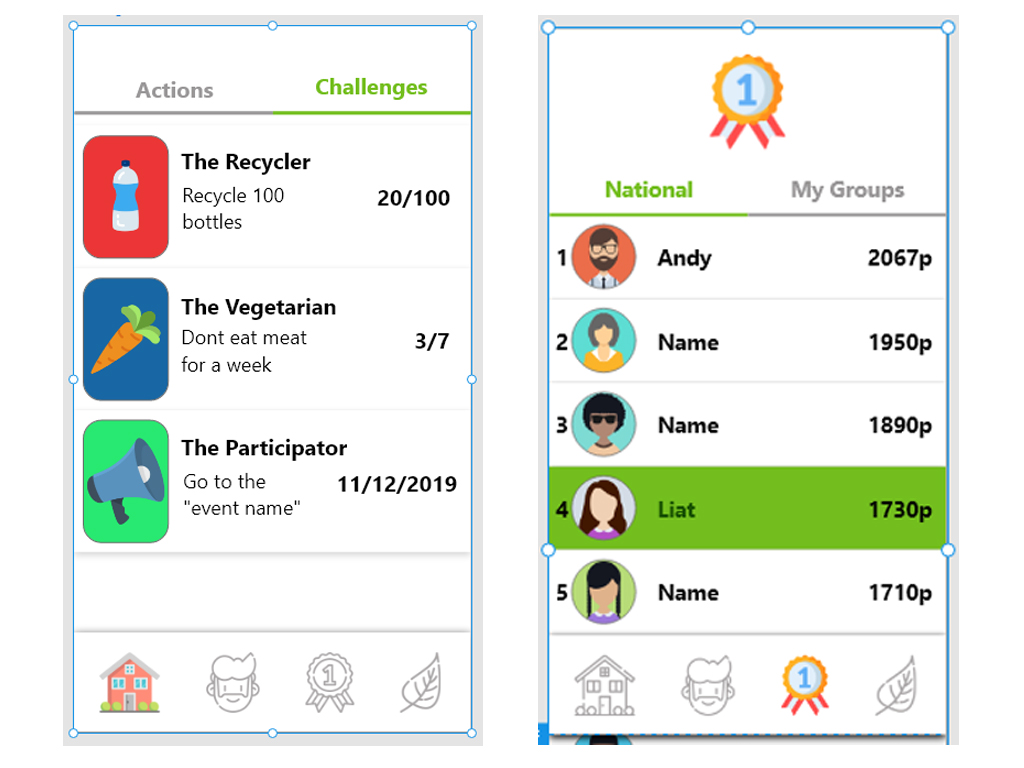 Actions Challenges
The Recycler
Recycle 100
bottles
20/100
The Vegetarian
Dont eat meat
for a week
3/7
The Participator
Go to the
"event name"
11/12/2019
1
1
National My Groups
1 Andy 2067p
2 Name 1950p
3 Name 1890p
4 Liat 1730p
5 Name 1710p
1